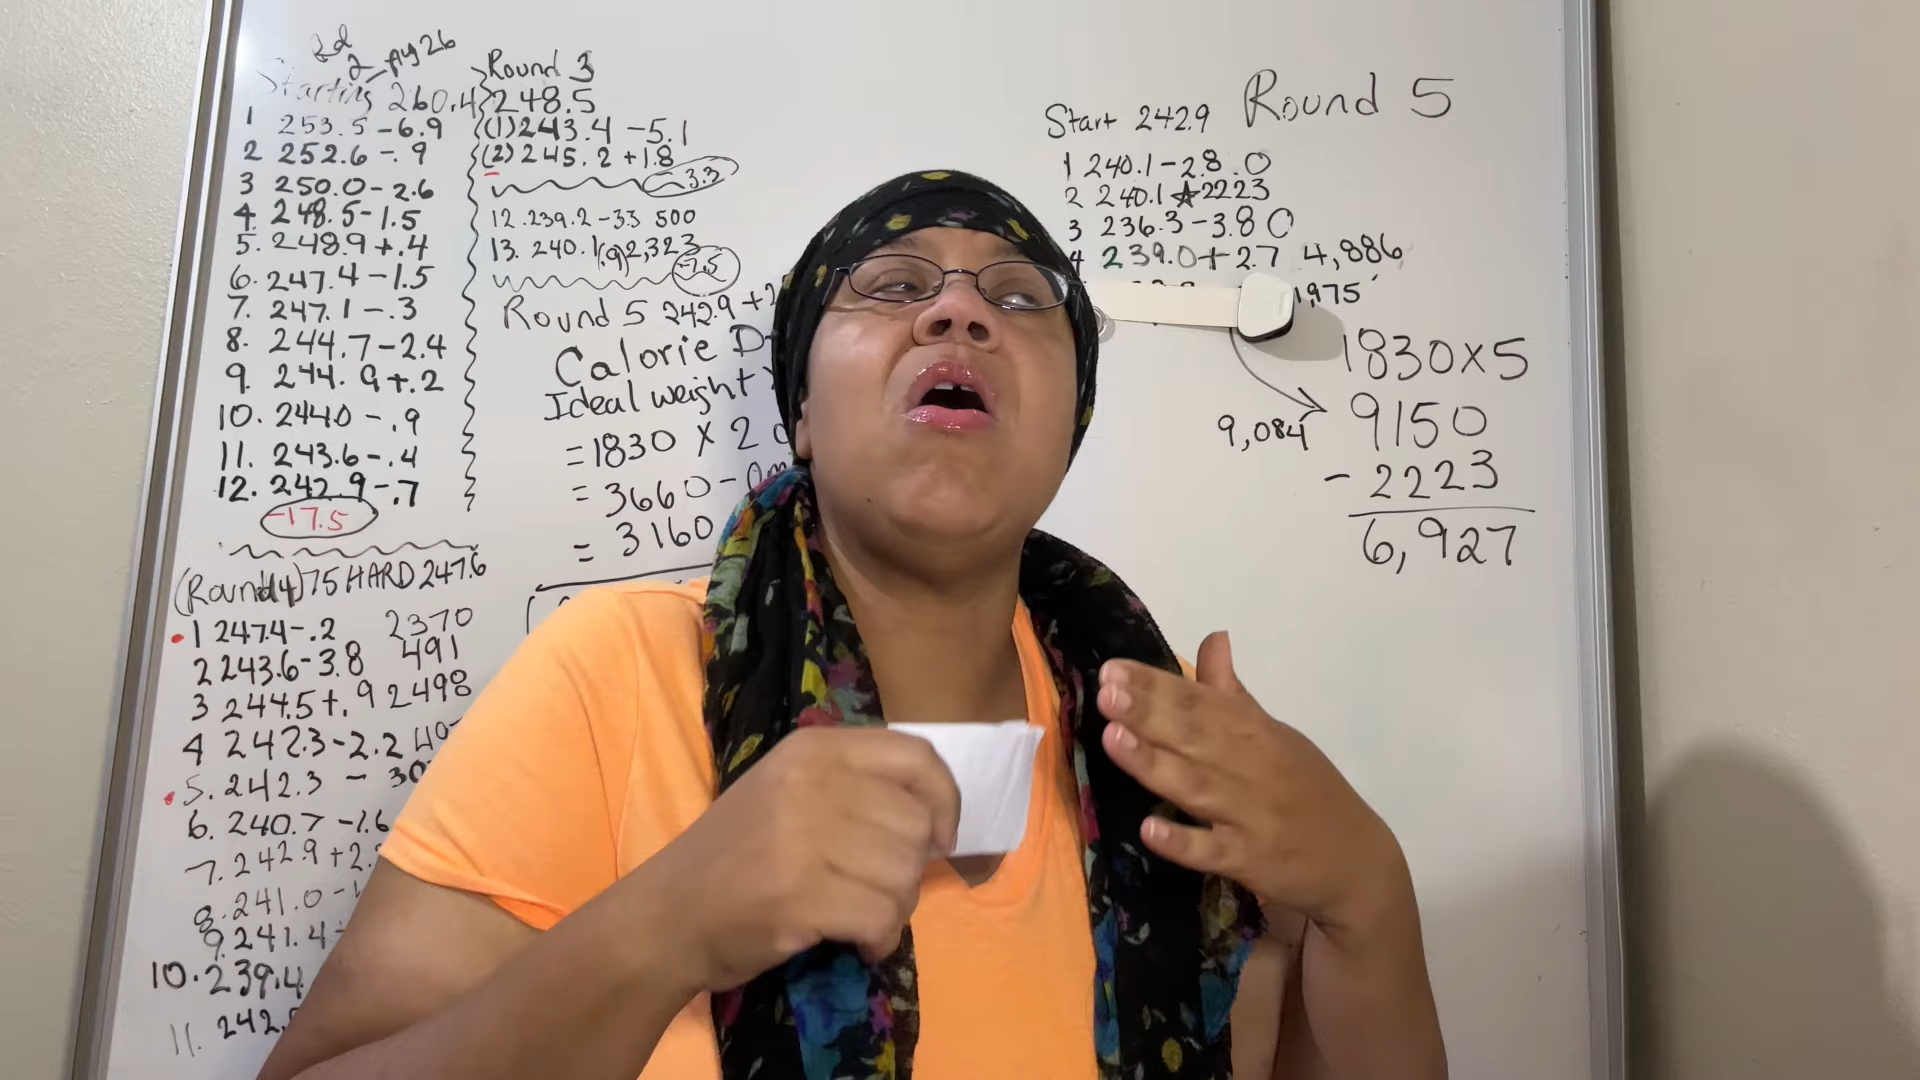 Starting 260.4
1 253.5 - 6.9
2 252.6 - .9
3 250.0 - 2.6
4. 248.5 - 1.5
5. 248.9 + .4
6. 247.4 - 1.5
7. 247.1 - .3
8. 244.7 - 2.4
9. 244.9 + .2
10. 244.0 - .9
11. 243.6 - .4
12. 242.9 - .7
-17.5
(Round 4) 75 HARD 247.6
1 247.4 - .2 2370
2 243.6 - 3.8 491
3 244.5 + .9 2498
4 242.3 - 2.2
5. 242.3 -
6. 240.7 - 1.6
7. 242.9 +
8. 241.0 -
9. 241.4
10. 239.4
11. 242.
Round 3
248.5
(1) 243.4 - 5.1
(2) 245.2 + 1.8
-3.3
12. 239.2 - 33 500
13. 240.1 (.9) 2,323
-7.5
Round 5 242.9 +
Calorie D
Ideal weight
= 1830 X 2
= 3660 -
= 3160
Round 5
Start 242.9
1 240.1 - 2.8 0
2 240.1 ★ 2223
3 236.3 - 3.8 0
4 239.0 + 2.7 4,886
1,975
1830 X 5
9,084 9150
- 2223
6,927